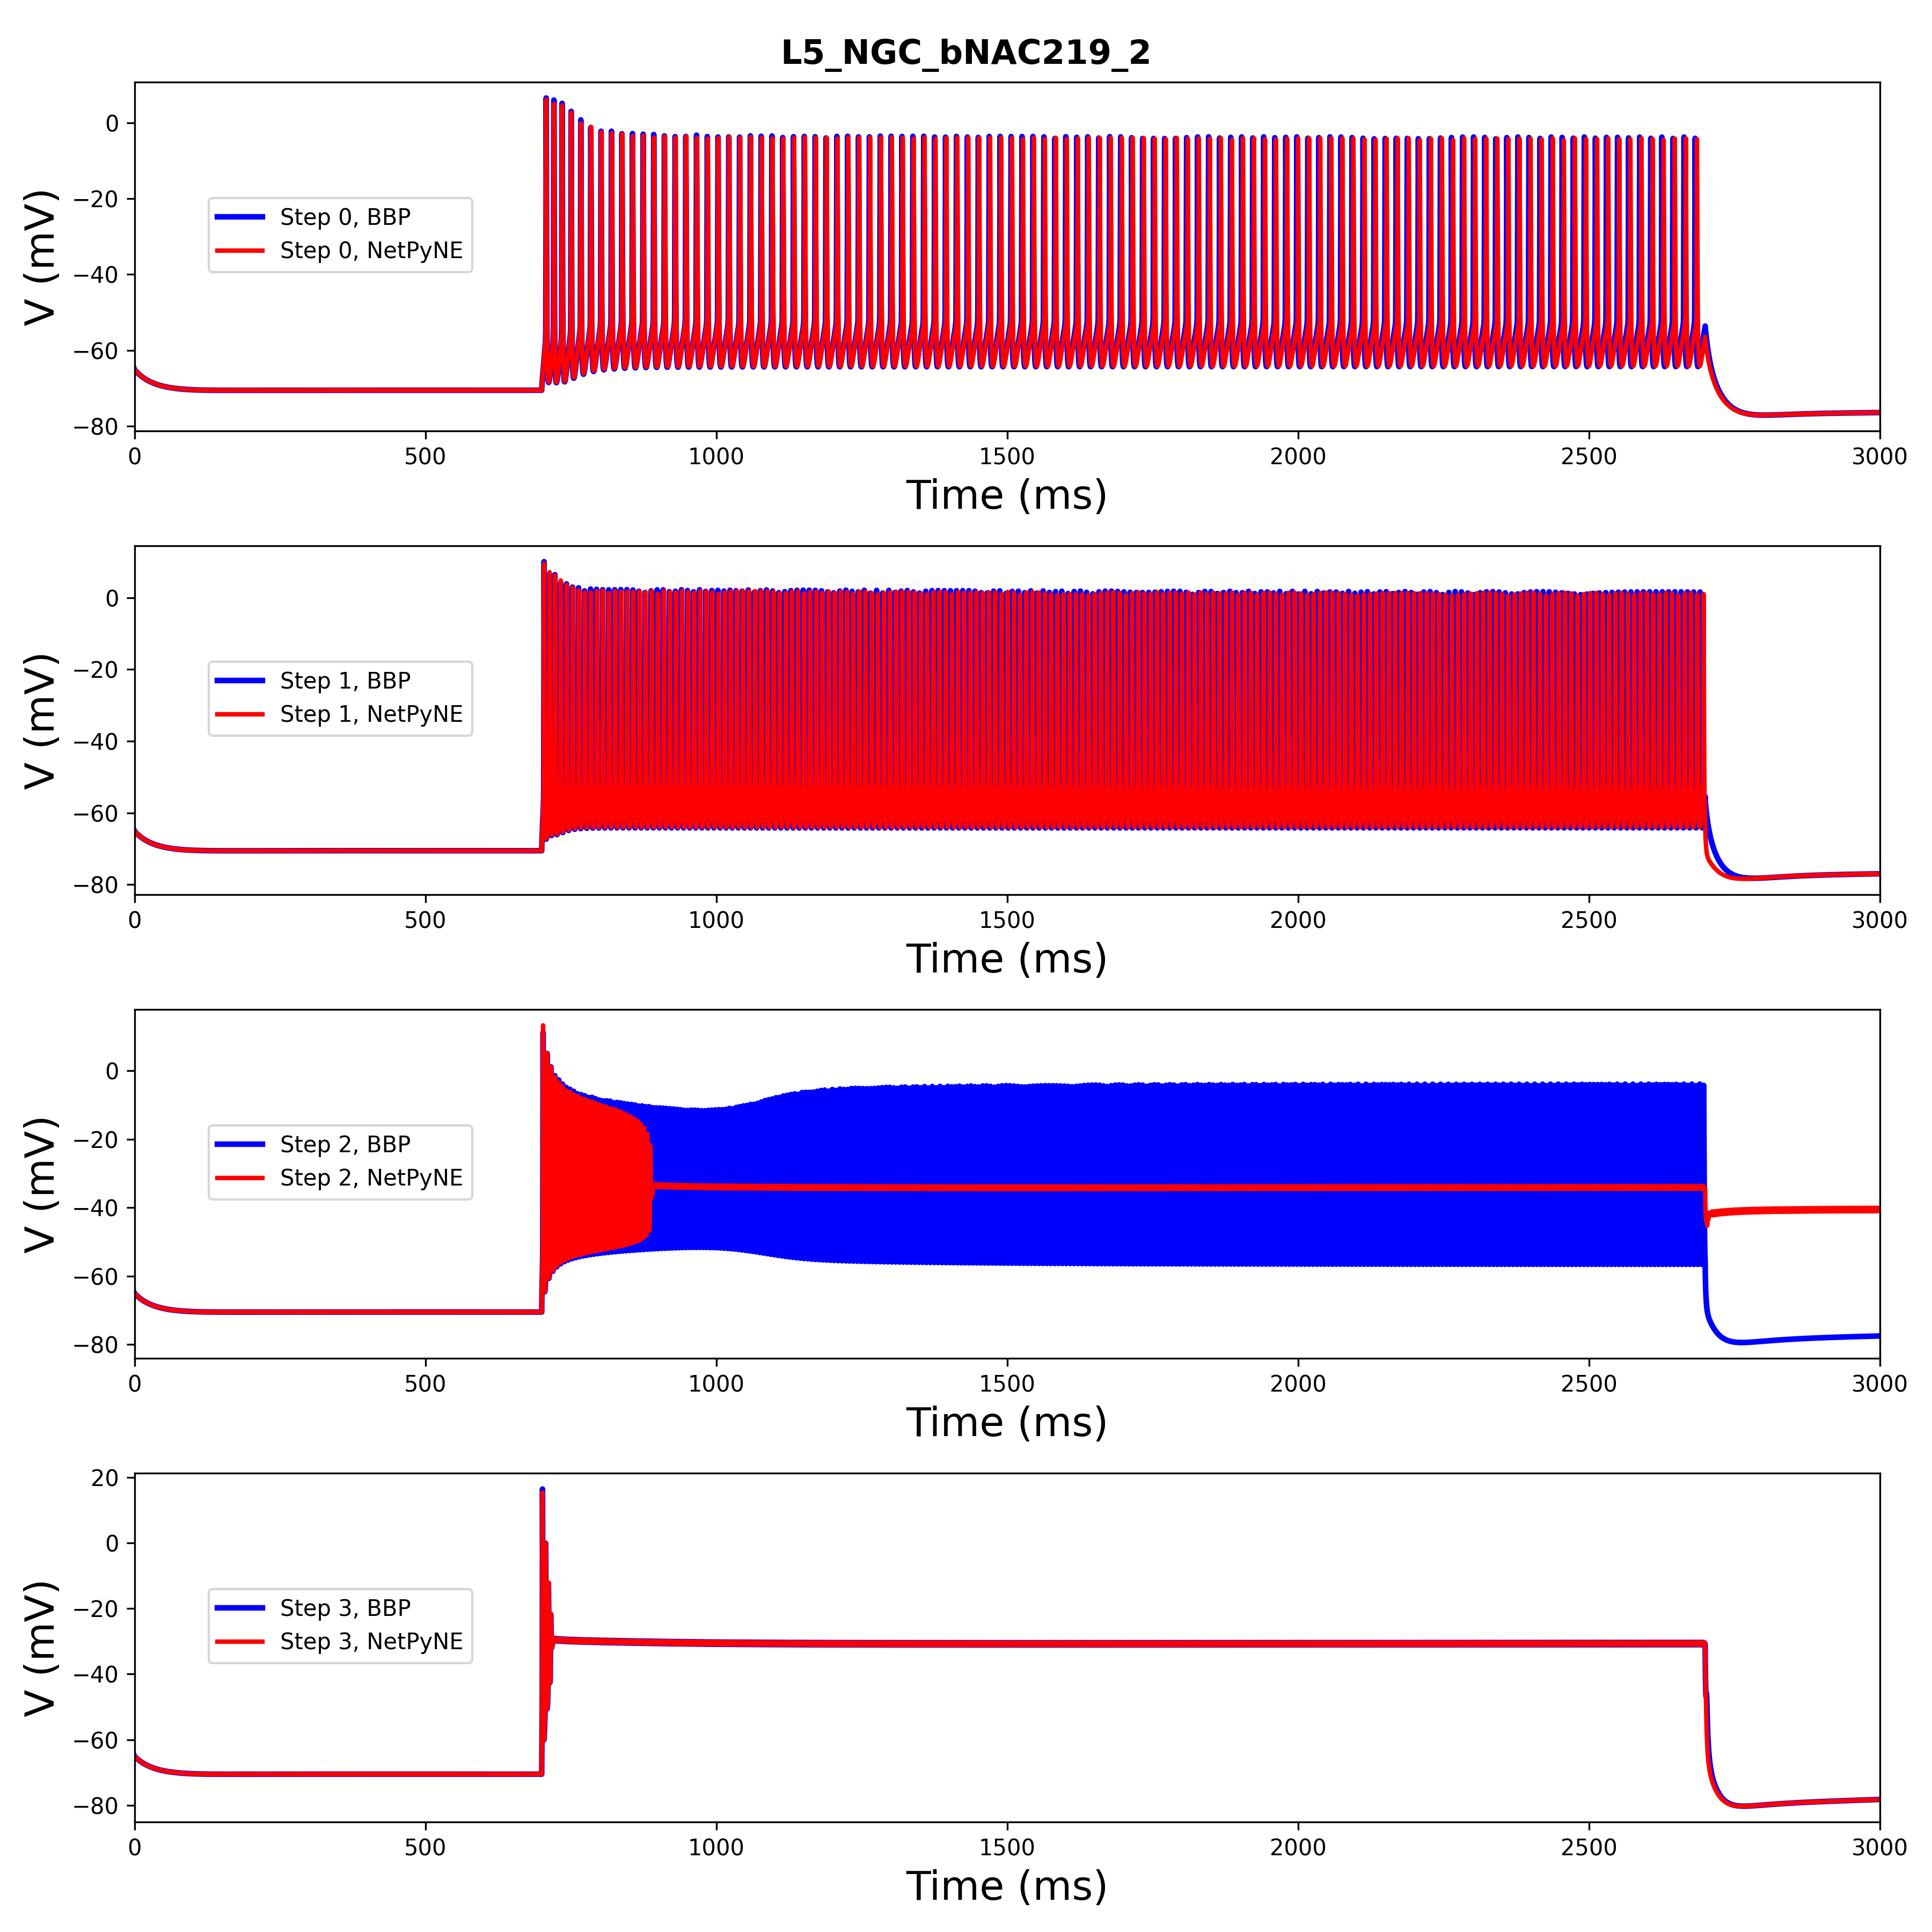 L5_NGC_bNAC219_2
0
−20
−40
−60
−80
V (mV)
Step 0, BBP
Step 0, NetPyNE
0 500 1000 1500 2000 2500 3000
Time (ms)
0
−20
−40
−60
−80
V (mV)
Step 1, BBP
Step 1, NetPyNE
0 500 1000 1500 2000 2500 3000
Time (ms)
0
−20
−40
−60
−80
V (mV)
Step 2, BBP
Step 2, NetPyNE
0 500 1000 1500 2000 2500 3000
Time (ms)
20
0
−20
−40
−60
−80
V (mV)
Step 3, BBP
Step 3, NetPyNE
0 500 1000 1500 2000 2500 3000
Time (ms)